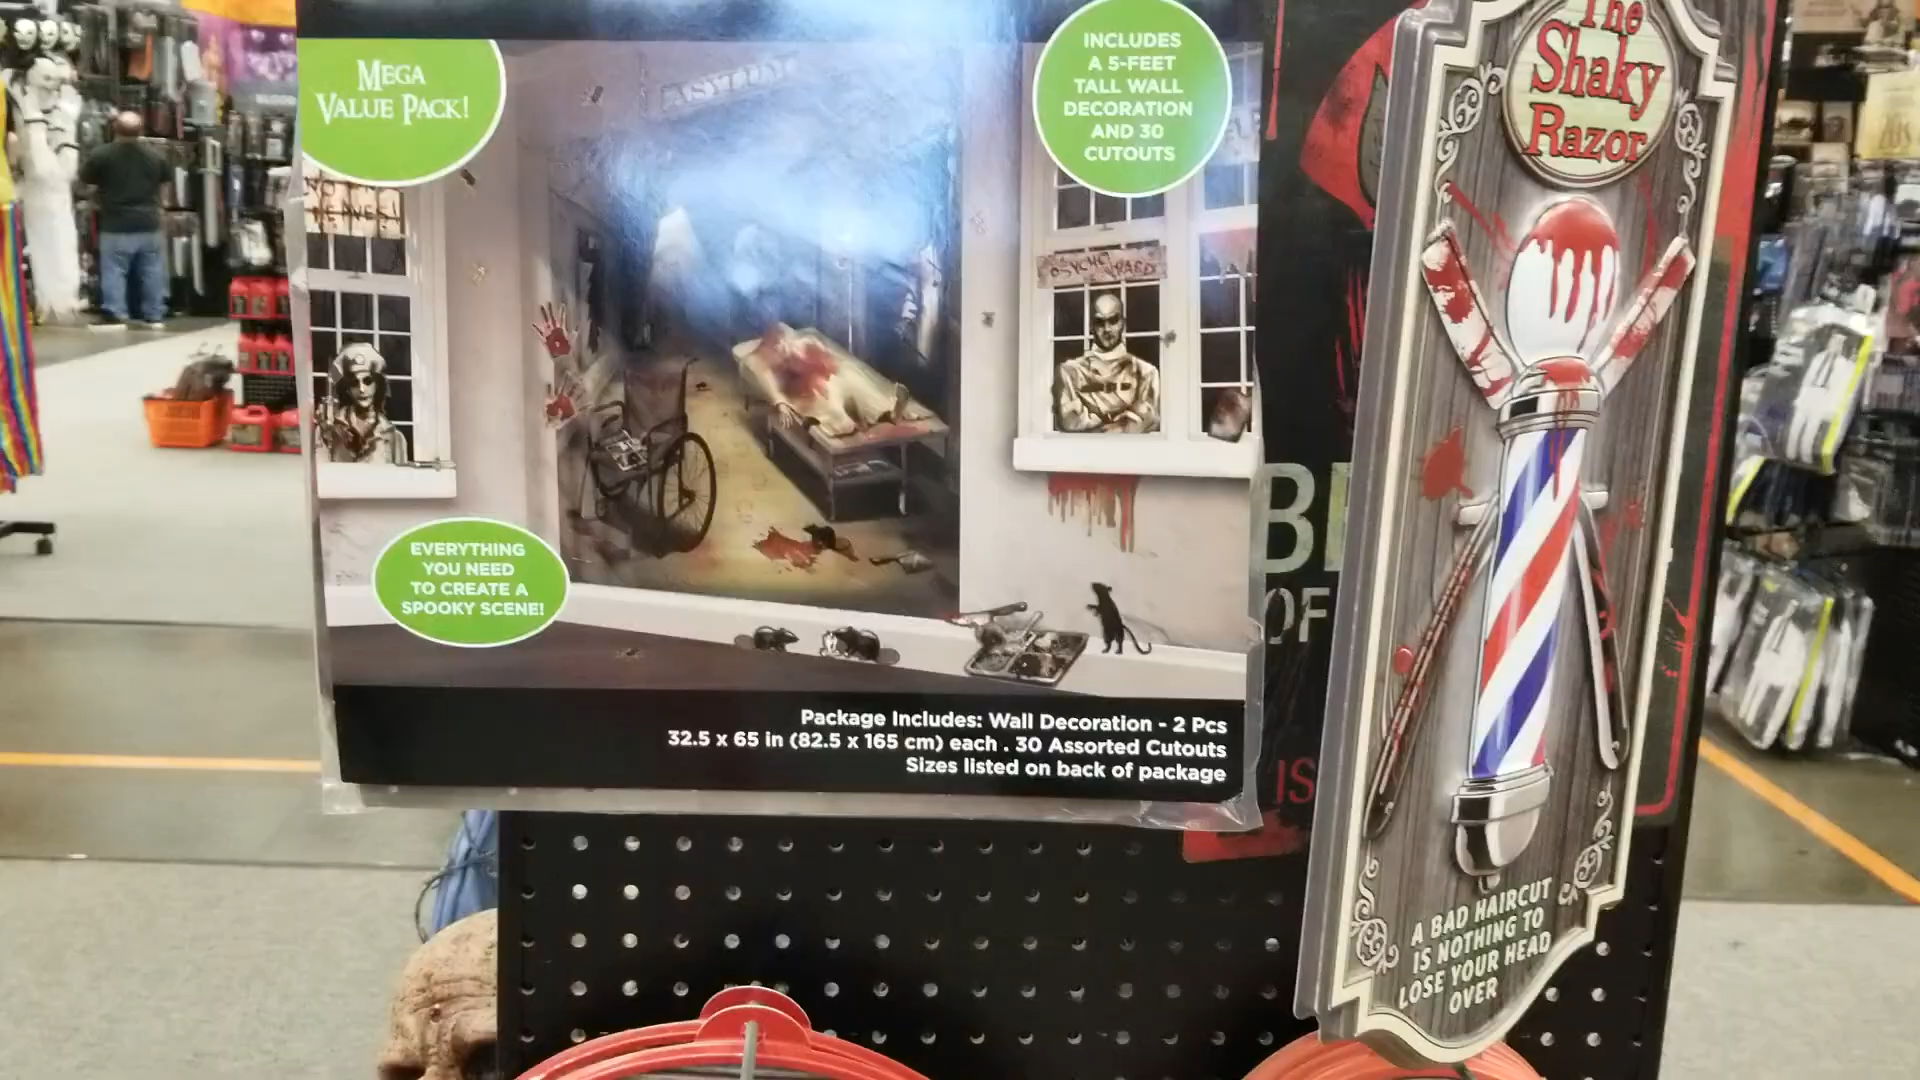 MEGA
VALUE PACK!
INCLUDES
A 5-FEET
TALL WALL
DECORATION
AND 30
CUTOUTS
ASYLUM
PSYCHO WARD
EVERYTHING
YOU NEED
TO CREATE A
SPOOKY SCENE!
Package Includes: Wall Decoration - 2 Pcs
32.5 x 65 in (82.5 x 165 cm) each . 30 Assorted Cutouts
Sizes listed on back of package
OF
IS
The
Shaky
Razor
A BAD HAIRCUT
IS NOTHING TO
LOSE YOUR HEAD
OVER